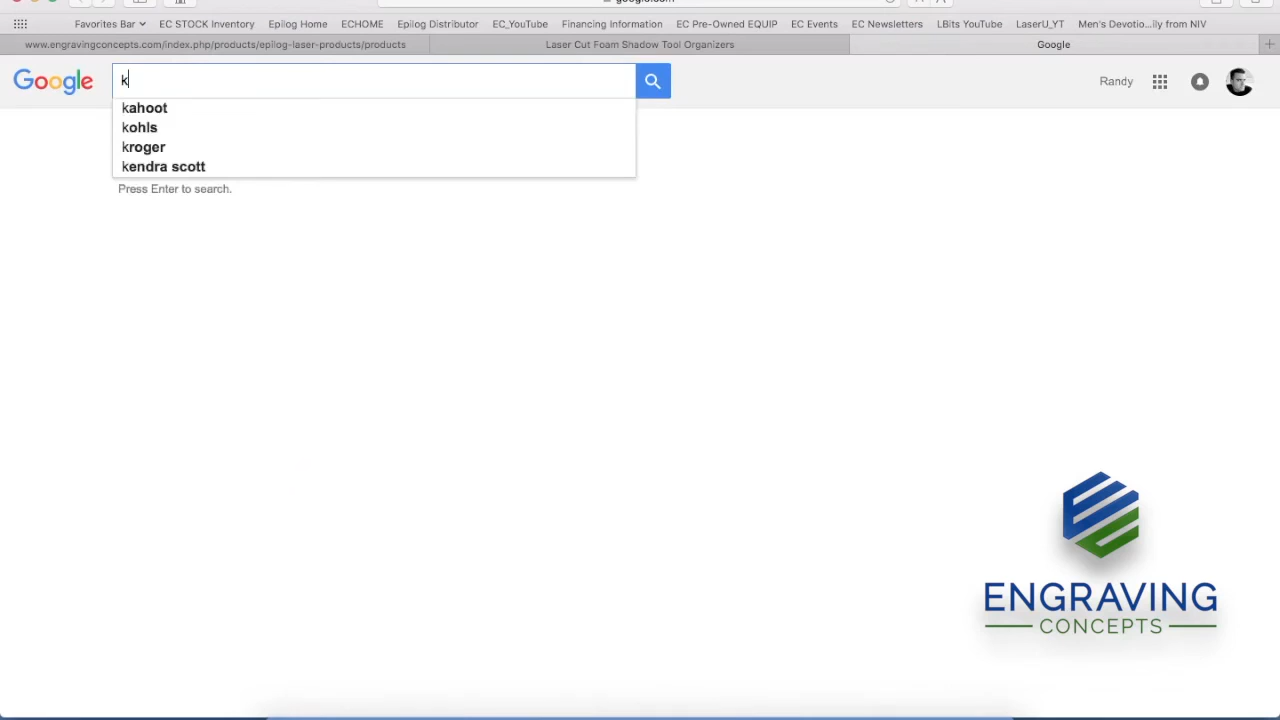 google.com
Favorites Bar EC STOCK Inventory Epilog Home ECHOME Epilog Distributor EC_YouTube Financing Information EC Pre-Owned EQUIP EC Events EC Newsletters LBits YouTube LaserU_YT Men's Devotio...ily from NIV
www.engravingconcepts.com/index.php/products/epilog-laser-products/products Laser Cut Foam Shadow Tool Organizers Google
Google k Randy
kahoot
kohls
kroger
kendra scott
Press Enter to search.
ENGRAVING
CONCEPTS